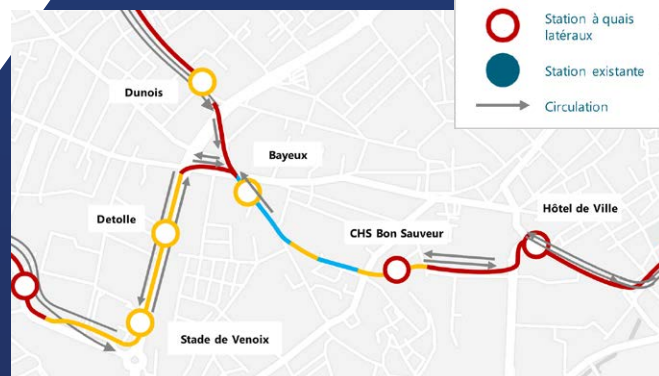 Station à quais
latéraux
Station existante
Circulation
Dunois
Bayeux
Detolle
CHS Bon Sauveur
Hôtel de Ville
Stade de Venoix